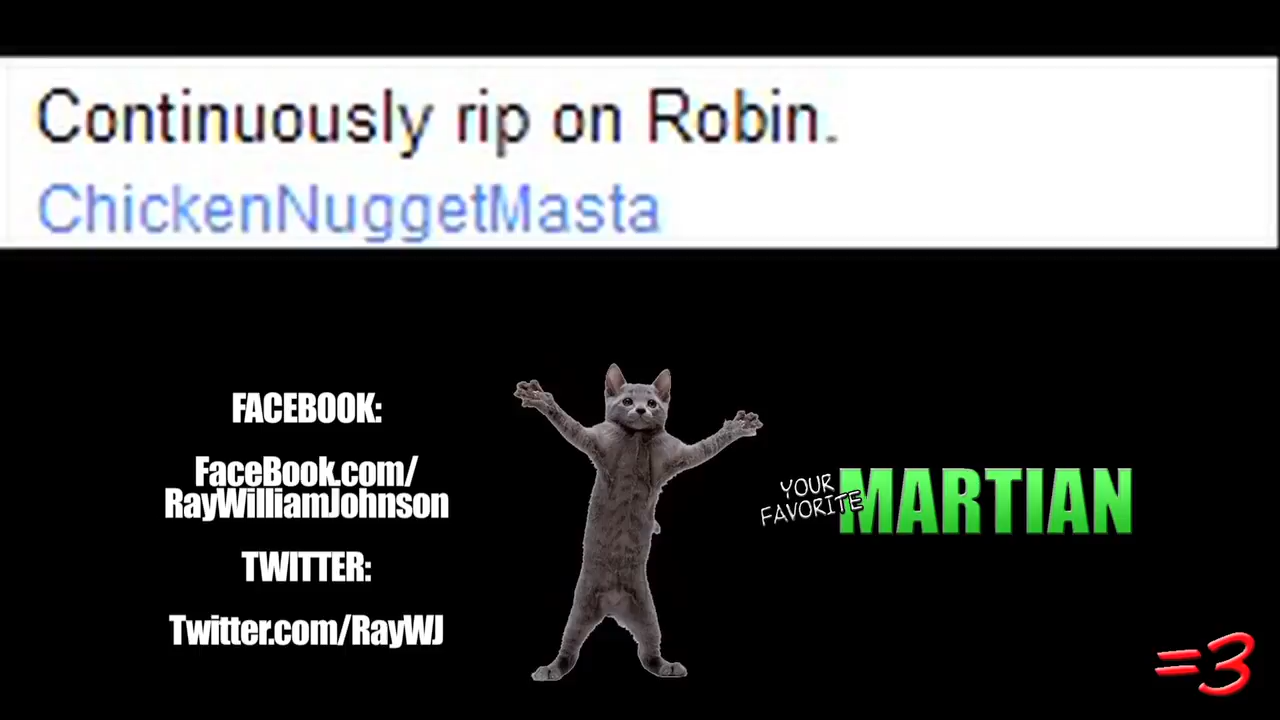 Continuously rip on Robin.
ChickenNuggetMasta
FACEBOOK:
FaceBook.com/
RayWilliamJohnson
TWITTER:
Twitter.com/RayWJ
YOUR
FAVORITE
MARTIAN
=3